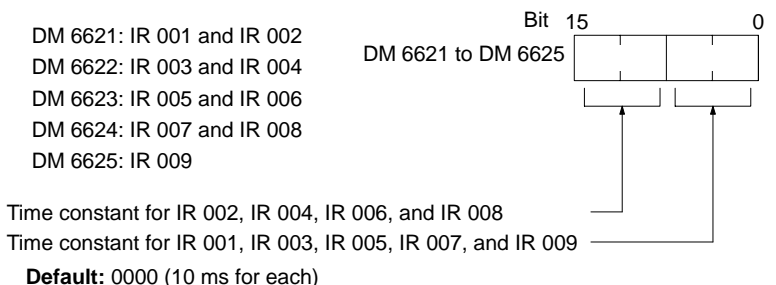 Bit 15 0
DM 6621: IR 001 and IR 002
DM 6621 to DM 6625
DM 6622: IR 003 and IR 004
DM 6623: IR 005 and IR 006
DM 6624: IR 007 and IR 008
DM 6625: IR 009
Time constant for IR 002, IR 004, IR 006, and IR 008
Time constant for IR 001, IR 003, IR 005, IR 007, and IR 009
Default: 0000 (10 ms for each)